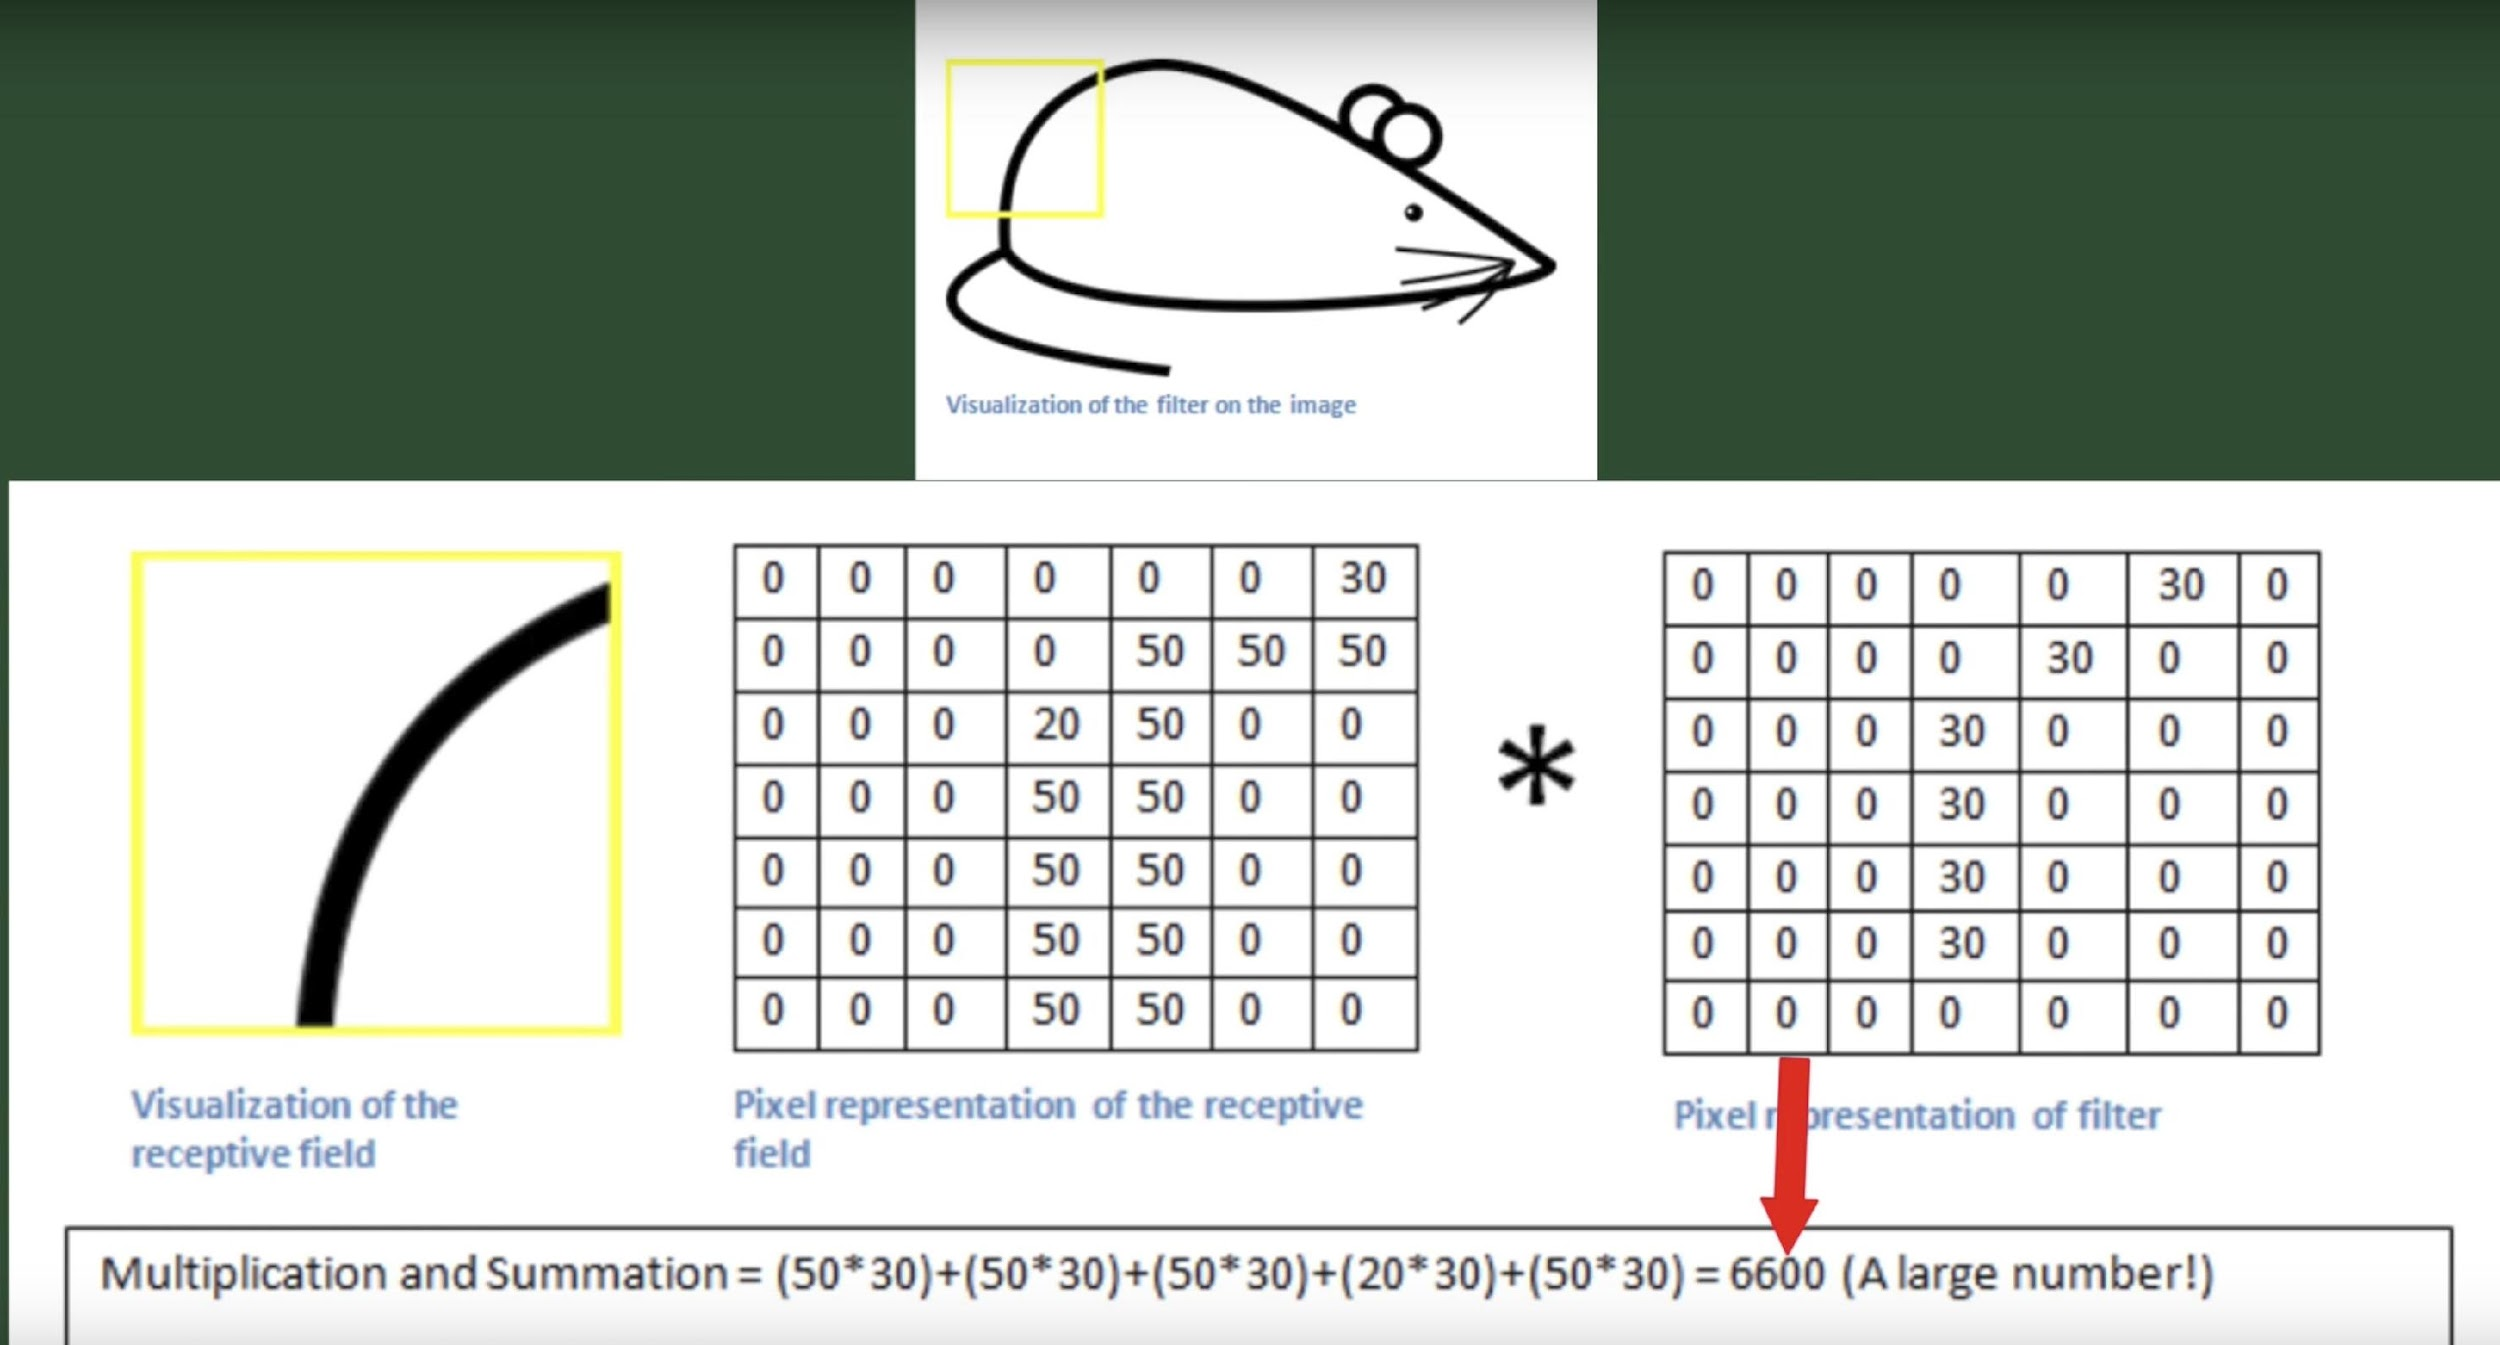 Visualization of the filter on the image
0 0 0 0 0 0 30
0 0 0 0 50 50 50
0 0 0 20 50 0 0
0 0 0 50 50 0 0
0 0 0 50 50 0 0
0 0 0 50 50 0 0
0 0 0 50 50 0 0
*
0 0 0 0 0 30 0
0 0 0 0 30 0 0
0 0 0 30 0 0 0
0 0 0 30 0 0 0
0 0 0 30 0 0 0
0 0 0 30 0 0 0
0 0 0 0 0 0 0
Visualization of the
receptive field
Pixel representation of the receptive
field
Pixel representation of filter
Multiplication and Summation = (50*30)+(50*30)+(50*30)+(20*30)+(50*30) = 6600 (A large number!)